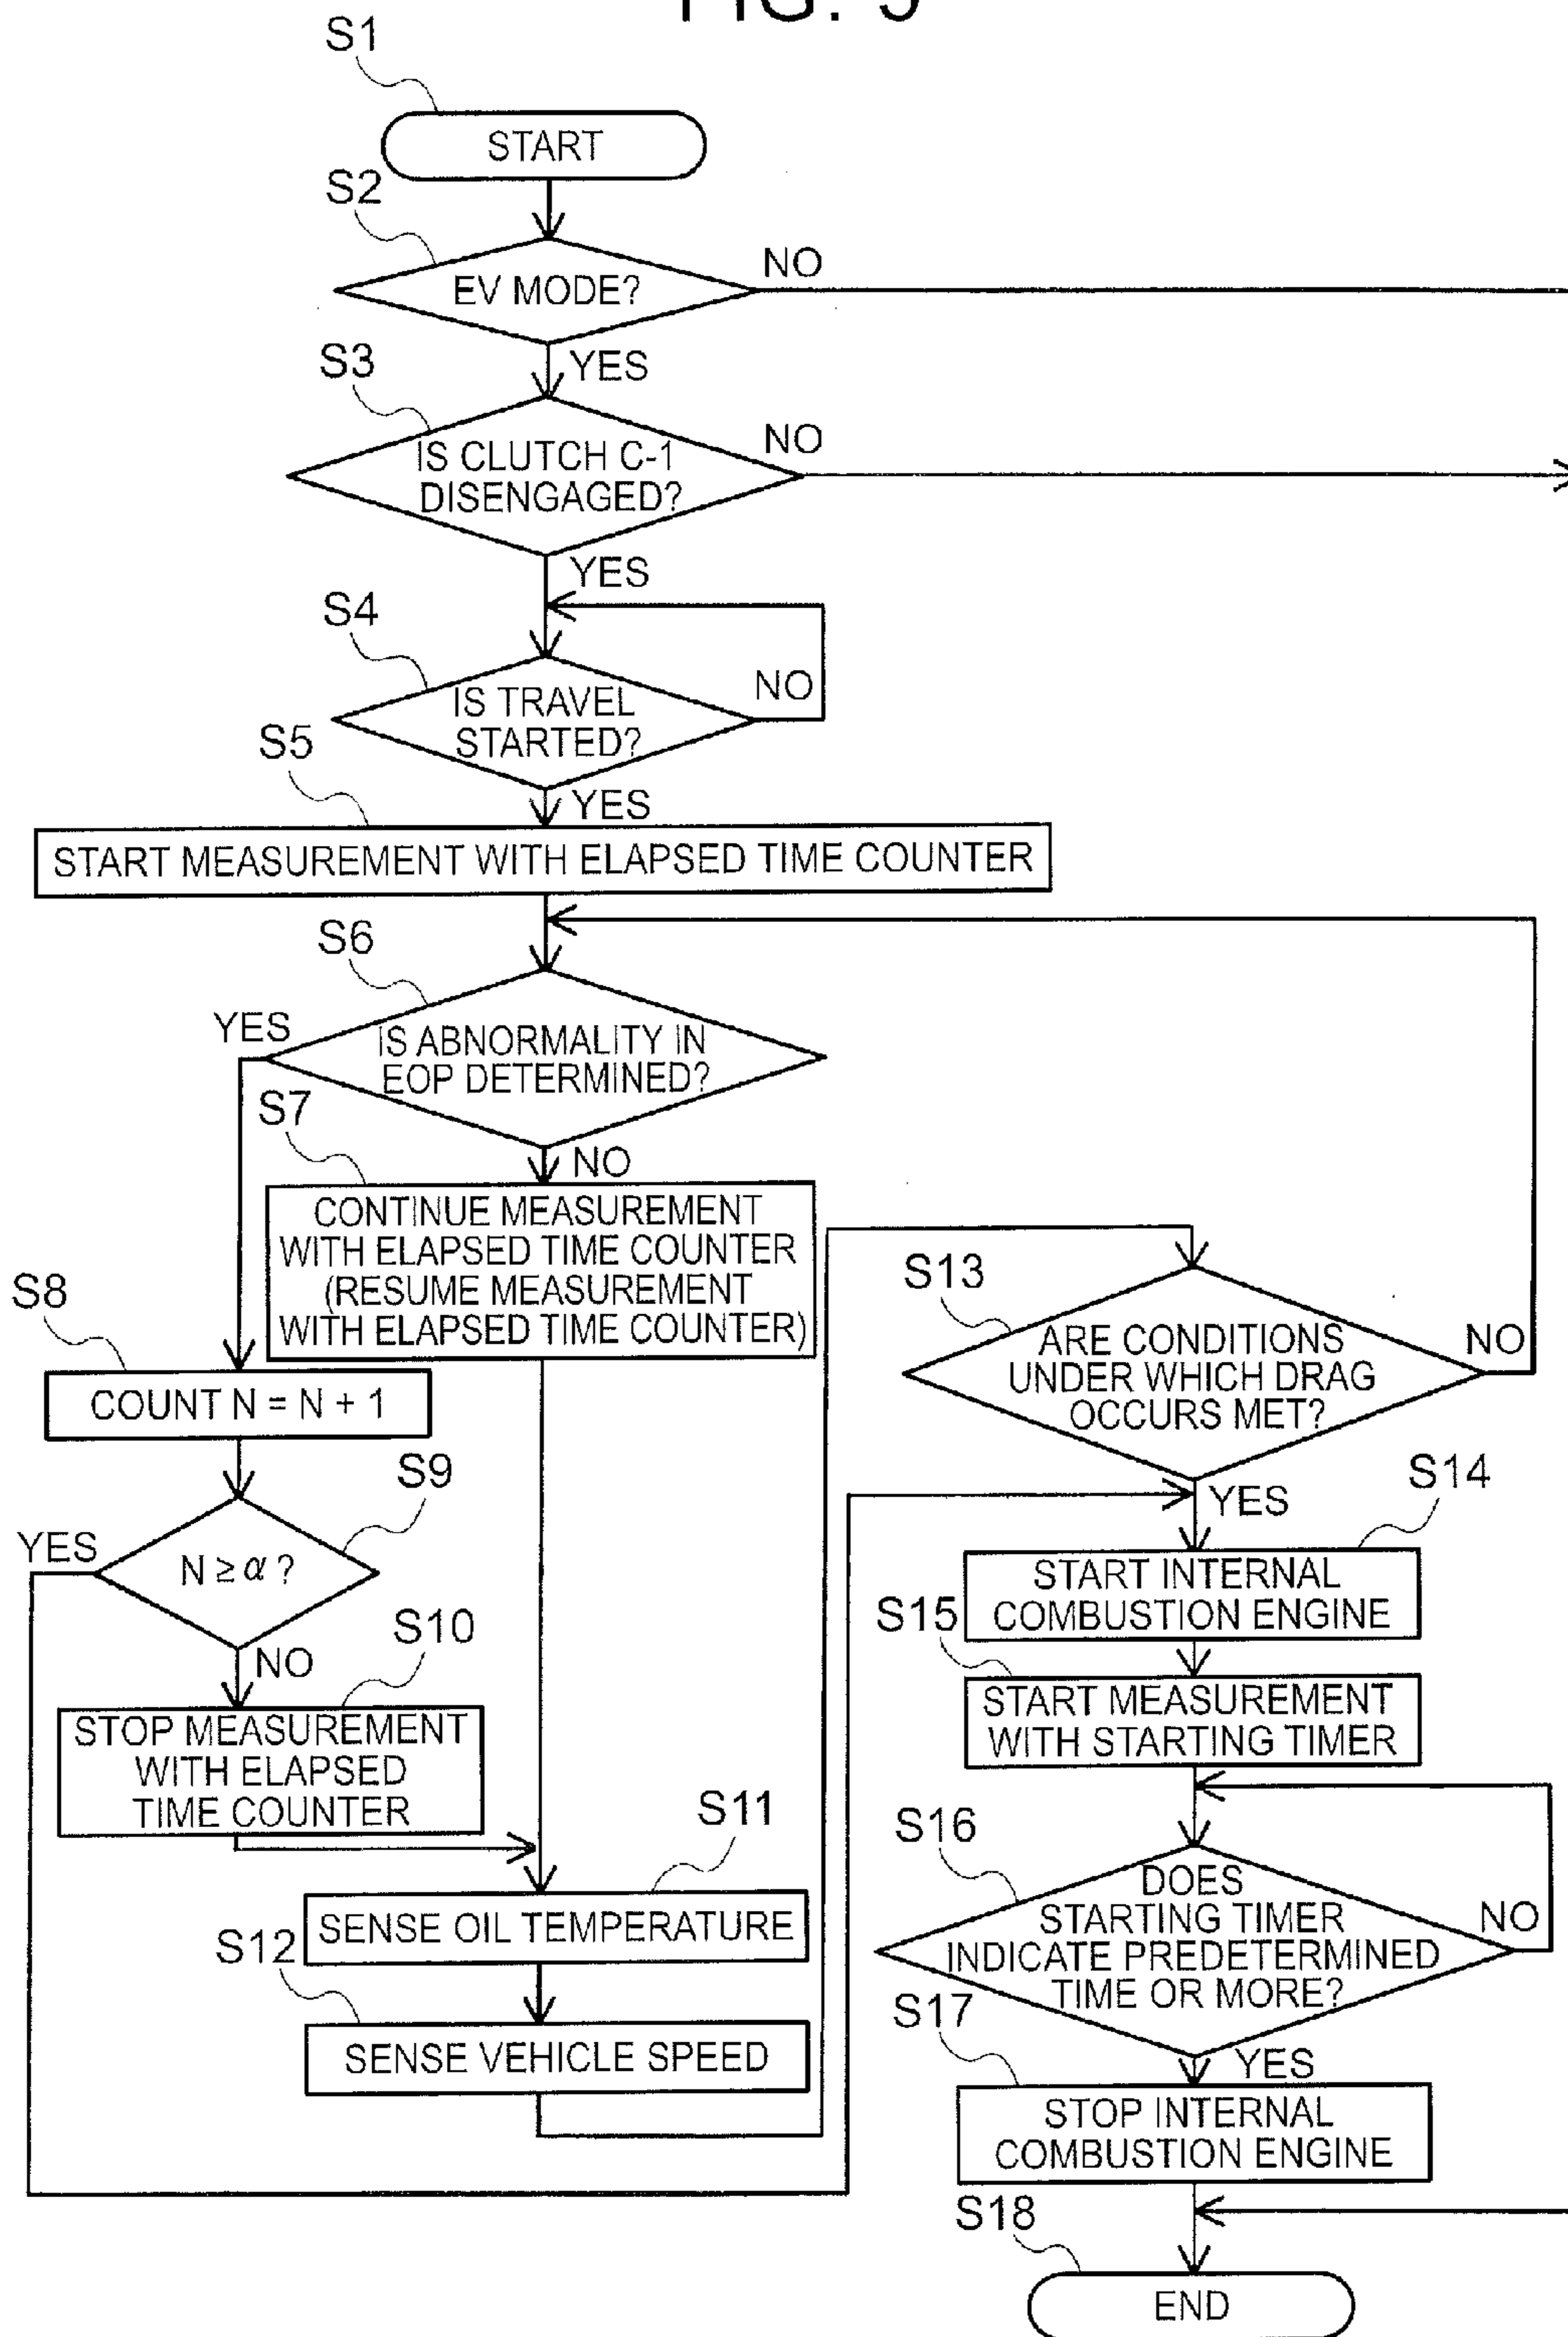 S1
START
S2
EV MODE?
NO
YES
S3
IS CLUTCH C-1
DISENGAGED?
NO
YES
S4
IS TRAVEL
STARTED?
NO
YES
S5
START MEASUREMENT WITH ELAPSED TIME COUNTER
S6
IS ABNORMALITY IN
EOP DETERMINED?
YES
NO
S7
CONTINUE MEASUREMENT
WITH ELAPSED TIME COUNTER
(RESUME MEASUREMENT
WITH ELAPSED TIME COUNTER)
S8
COUNT N = N + 1
S9
N ≥ α ?
YES
NO
S10
STOP MEASUREMENT
WITH ELAPSED
TIME COUNTER
S11
SENSE OIL TEMPERATURE
S12
SENSE VEHICLE SPEED
S13
ARE CONDITIONS
UNDER WHICH DRAG
OCCURS MET?
NO
YES
S14
START INTERNAL
COMBUSTION ENGINE
S15
START MEASUREMENT
WITH STARTING TIMER
S16
DOES
STARTING TIMER
INDICATE PREDETERMINED
TIME OR MORE?
NO
YES
S17
STOP INTERNAL
COMBUSTION ENGINE
S18
END